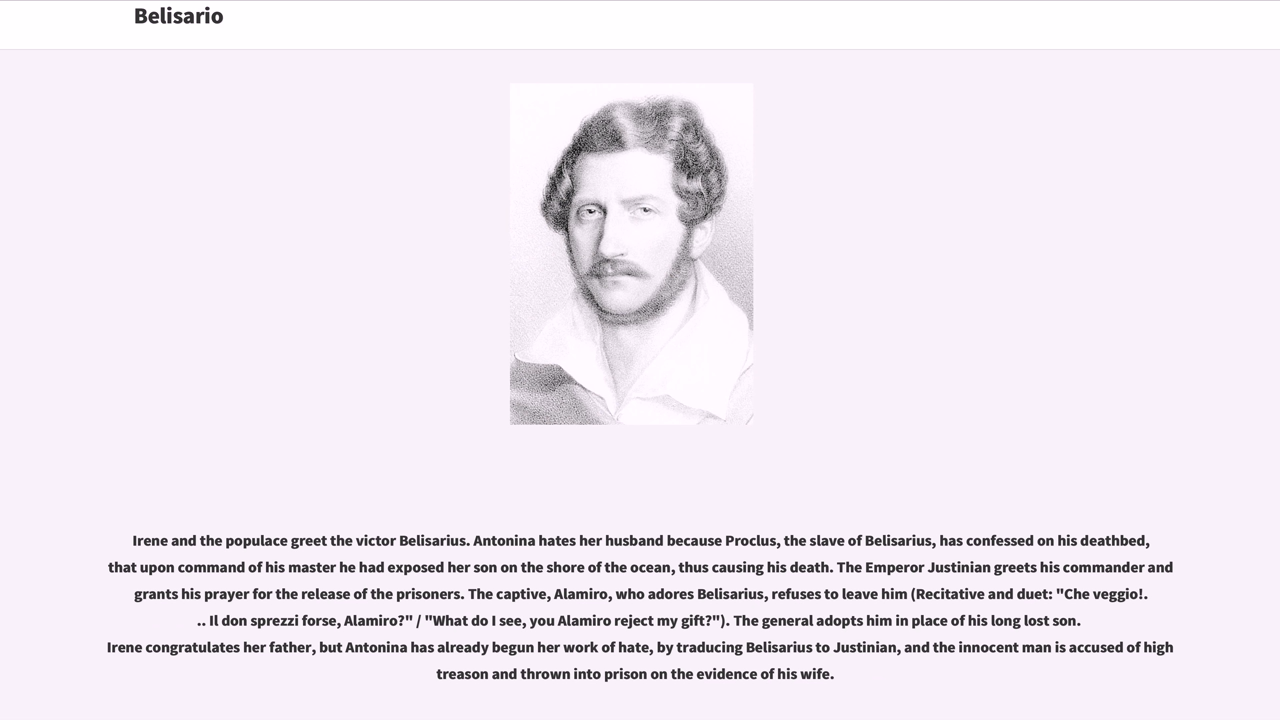 Belisario
Irene and the populace greet the victor Belisarius. Antonina hates her husband because Proclus, the slave of Belisarius, has confessed on his deathbed,
that upon command of his master he had exposed her son on the shore of the ocean, thus causing his death. The Emperor Justinian greets his commander and
grants his prayer for the release of the prisoners. The captive, Alamiro, who adores Belisarius, refuses to leave him (Recitative and duet: "Che veggio!.
.. Il don sprezzi forse, Alamiro?" / "What do I see, you Alamiro reject my gift?"). The general adopts him in place of his long lost son.
Irene congratulates her father, but Antonina has already begun her work of hate, by traducing Belisarius to Justinian, and the innocent man is accused of high
treason and thrown into prison on the evidence of his wife.